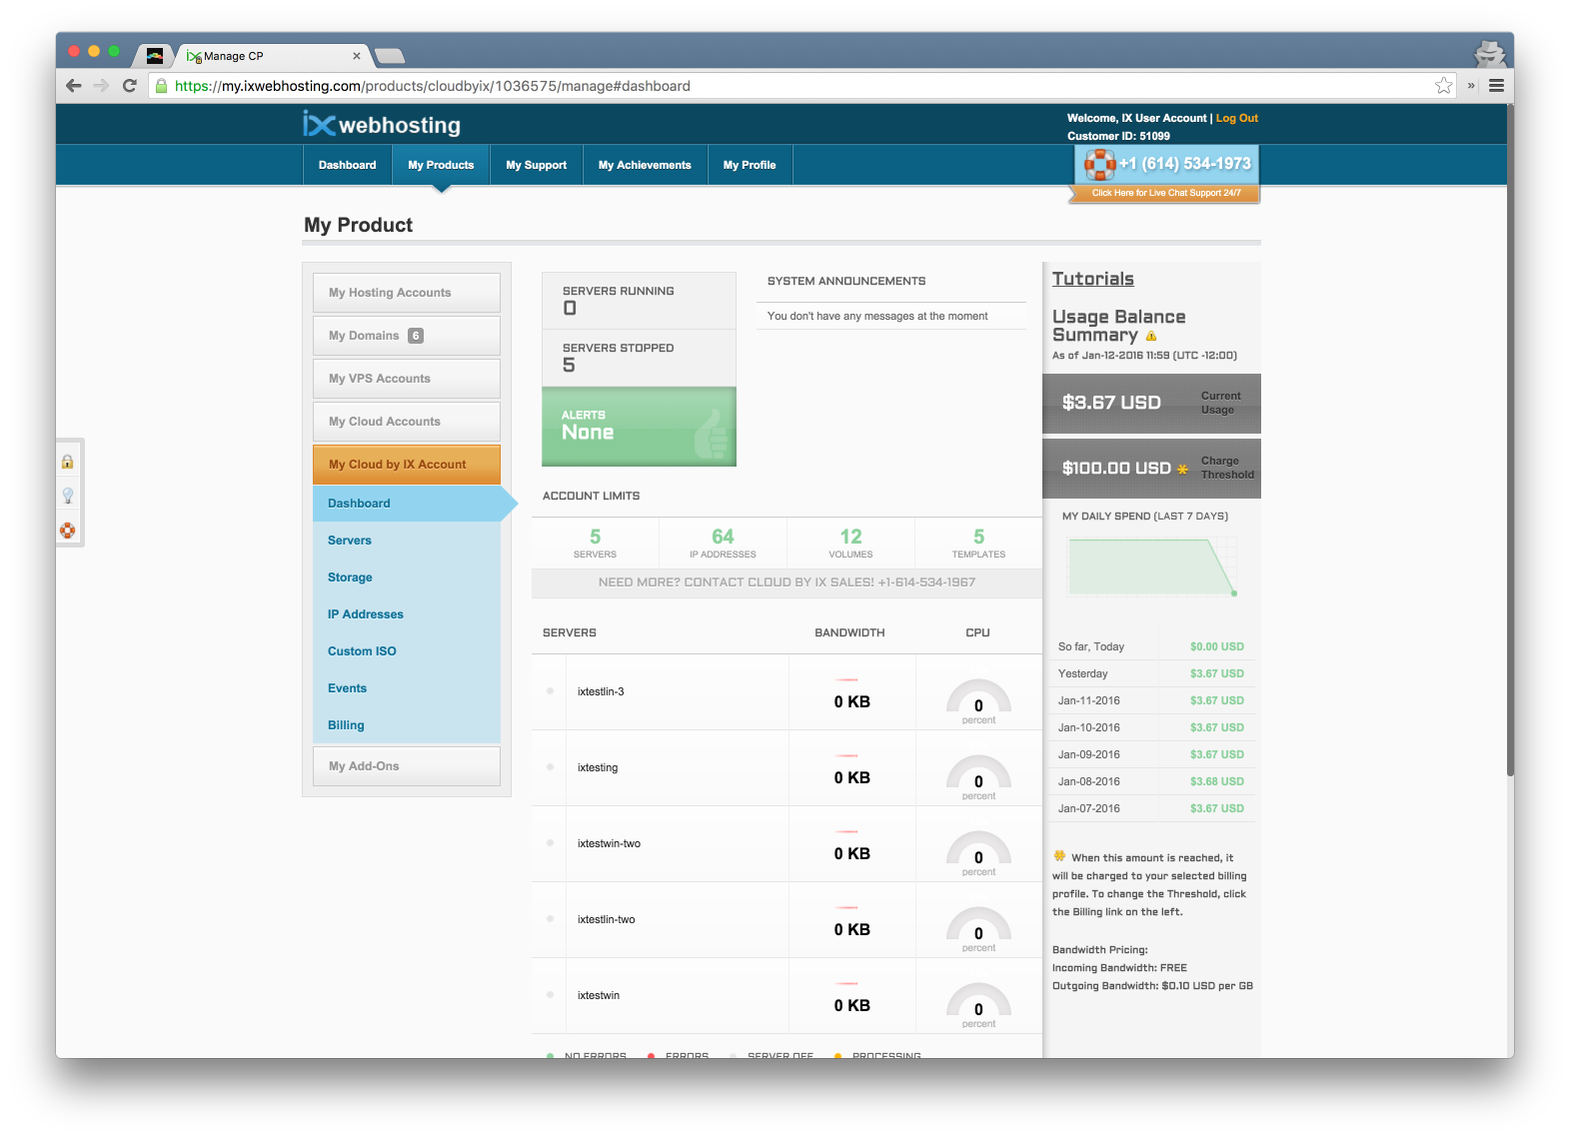 Manage CP
https://my.ixwebhosting.com/products/cloudbyix/1036575/manage#dashboard
ix webhosting
Welcome, IX User Account | Log Out
Customer ID: 51099
Dashboard
My Products
My Support
My Achievements
My Profile
+1 (614) 534-1973
Click Here for Live Chat Support 24/7
My Product
My Hosting Accounts
My Domains 6
My VPS Accounts
My Cloud Accounts
My Cloud by IX Account
Dashboard
Servers
Storage
IP Addresses
Custom ISO
Events
Billing
My Add-Ons
SERVERS RUNNING
0
SERVERS STOPPED
5
ALERTS
None
SYSTEM ANNOUNCEMENTS
You don't have any messages at the moment
ACCOUNT LIMITS
5
SERVERS
64
IP ADDRESSES
12
VOLUMES
5
TEMPLATES
NEED MORE? CONTACT CLOUD BY IX SALES! +1-614-534-1967
SERVERS BANDWIDTH CPU
ixtestlin-3
0 KB
0
percent
ixtesting
0 KB
0
percent
ixtestwin-two
0 KB
0
percent
ixtestlin-two
0 KB
0
percent
ixtestwin
0 KB
0
percent
NO ERRORS ERRORS SERVER OFF PROCESSING
Tutorials
Usage Balance
Summary
As of Jan-12-2016 11:59 (UTC -12:00)
$3.67 USD
Current
Usage
$100.00 USD
Charge
Threshold
MY DAILY SPEND (LAST 7 DAYS)
So far, Today $0.00 USD
Yesterday $3.67 USD
Jan-11-2016 $3.67 USD
Jan-10-2016 $3.67 USD
Jan-09-2016 $3.67 USD
Jan-08-2016 $3.68 USD
Jan-07-2016 $3.67 USD
When this amount is reached, it
will be charged to your selected billing
profile. To change the Threshold, click
the Billing link on the left.
Bandwidth Pricing:
Incoming Bandwidth: FREE
Outgoing Bandwidth: $0.10 USD per GB